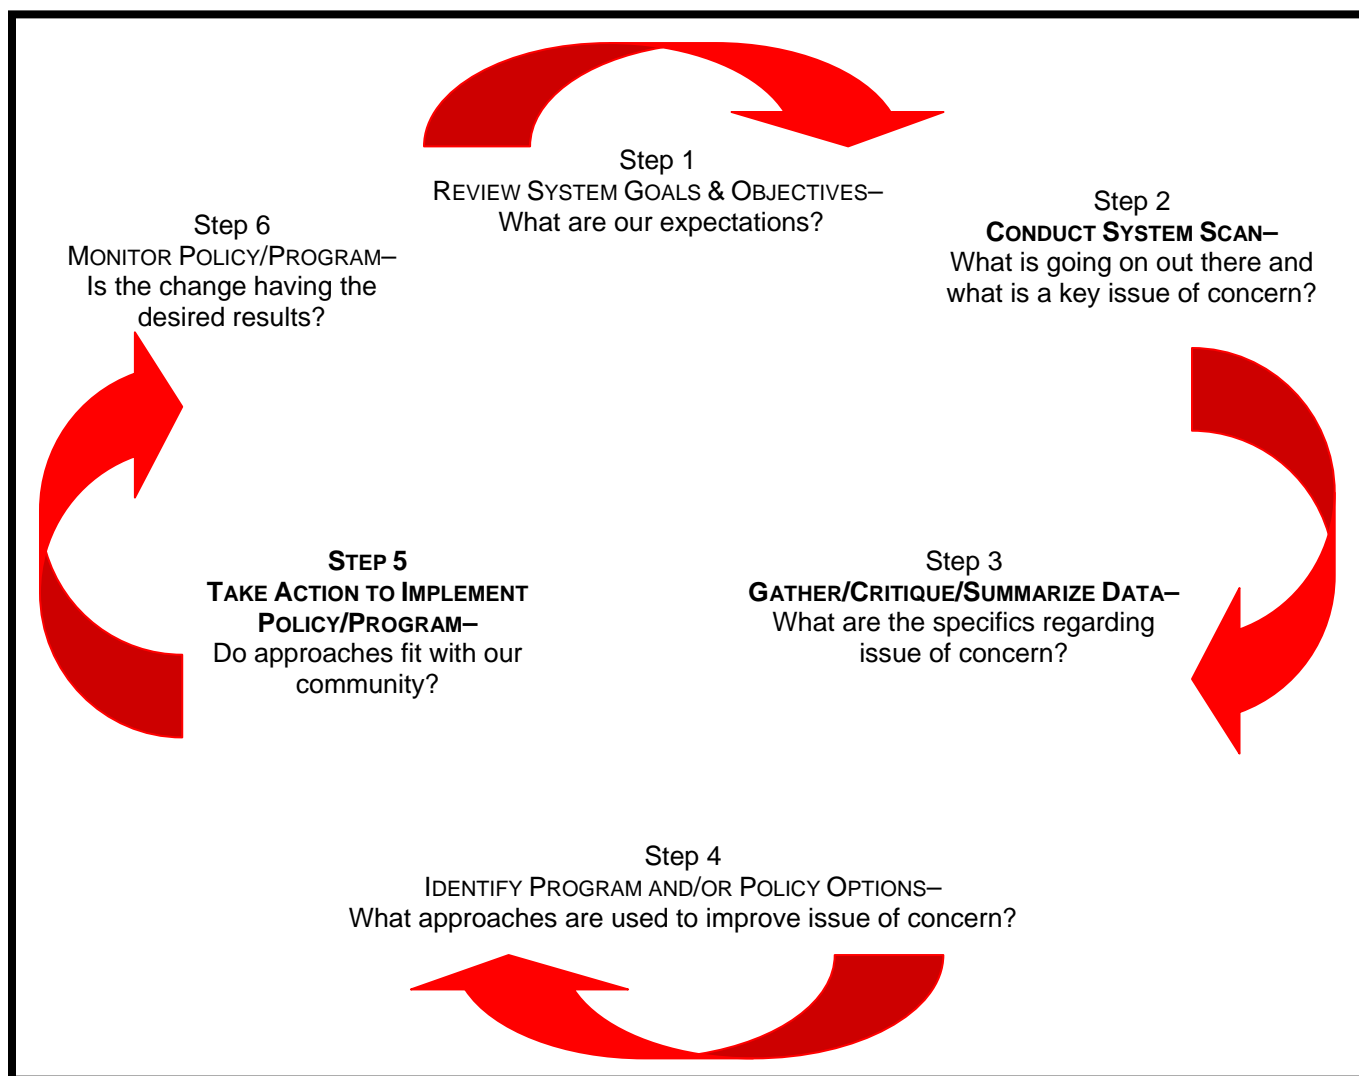 Step 1
REVIEW SYSTEM GOALS & OBJECTIVES–
What are our expectations?
Step 2
CONDUCT SYSTEM SCAN–
What is going on out there and
what is a key issue of concern?
Step 3
GATHER/CRITIQUE/SUMMARIZE DATA–
What are the specifics regarding
issue of concern?
Step 4
IDENTIFY PROGRAM AND/OR POLICY OPTIONS–
What approaches are used to improve issue of concern?
STEP 5
TAKE ACTION TO IMPLEMENT
POLICY/PROGRAM–
Do approaches fit with our
community?
Step 6
MONITOR POLICY/PROGRAM–
Is the change having the
desired results?